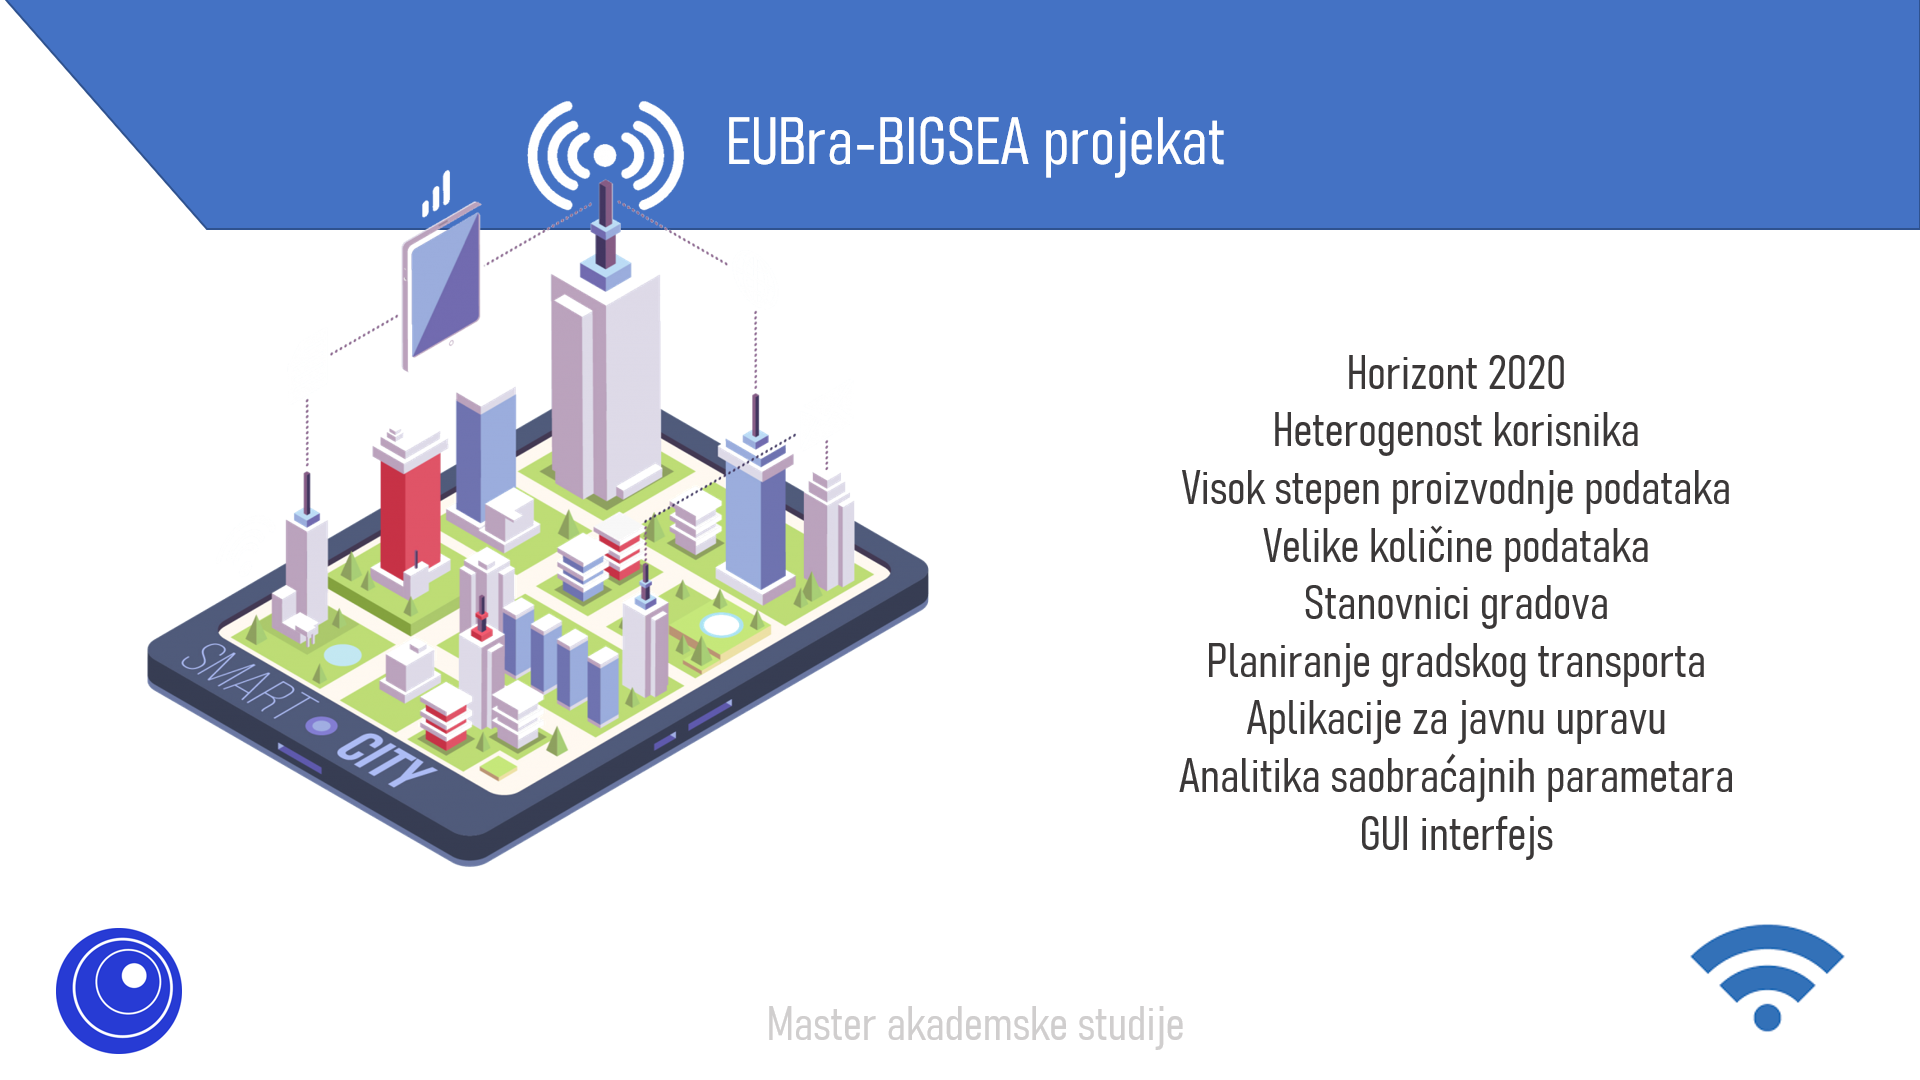 EUBra-BIGSEA projekat
Horizont 2020
Heterogenost korisnika
Visok stepen proizvodnje podataka
Velike količine podataka
Stanovnici gradova
Planiranje gradskog transporta
Aplikacije za javnu upravu
Analitika saobraćajnih parametara
GUI interfejs
SMART CITY
Master akademske studije